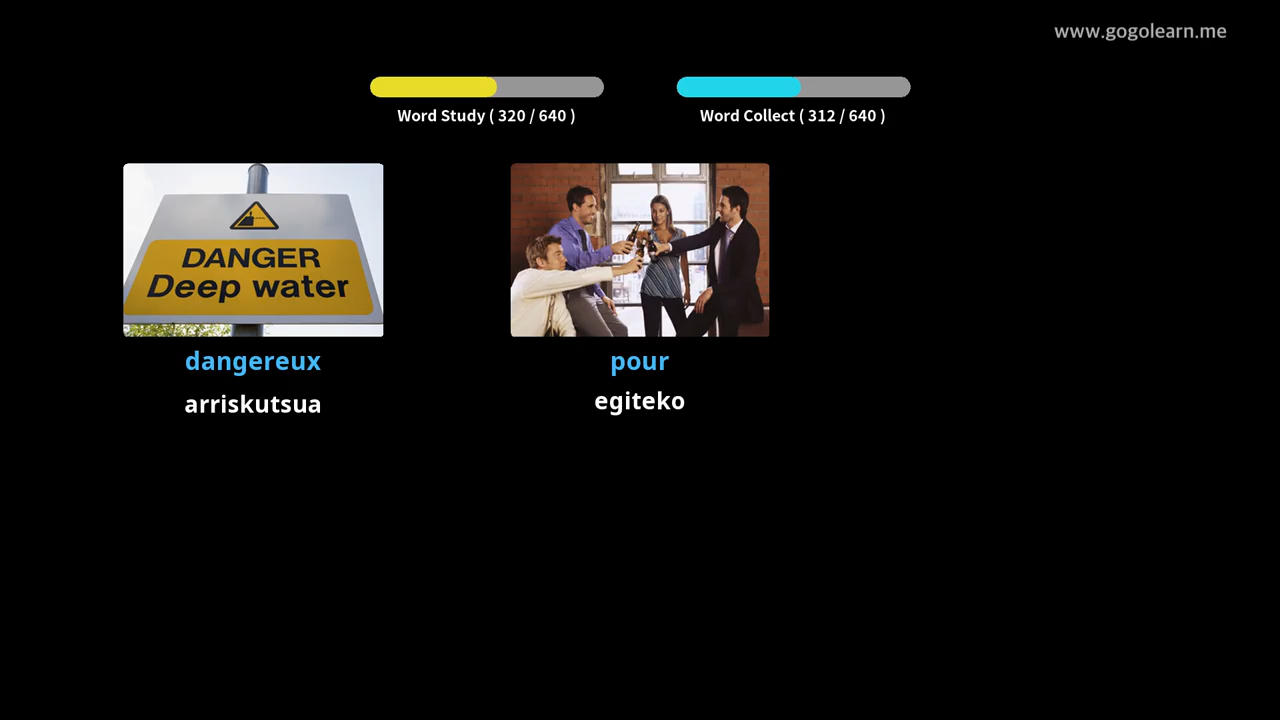 www.gogolearn.me
Word Study ( 320 / 640 )
Word Collect ( 312 / 640 )
DANGER
Deep water
dangereux
arriskutsua
pour
egiteko